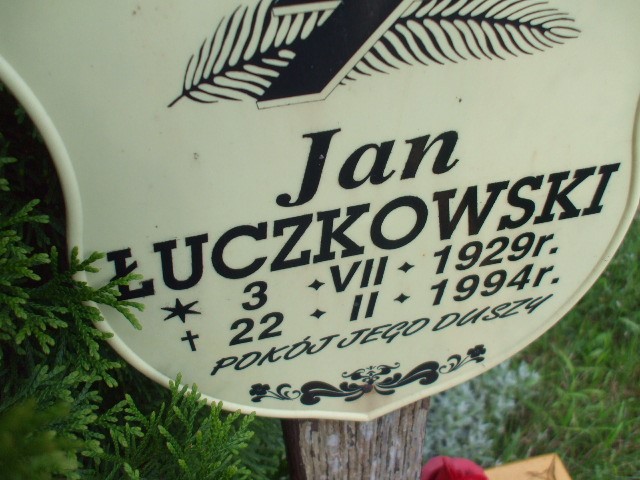 Jan
ŁUCZKOWSKI
* 3 ✦ VII ✦ 1929r.
† 22 ✦ II ✦ 1994r.
POKÓJ JEGO DUSZY